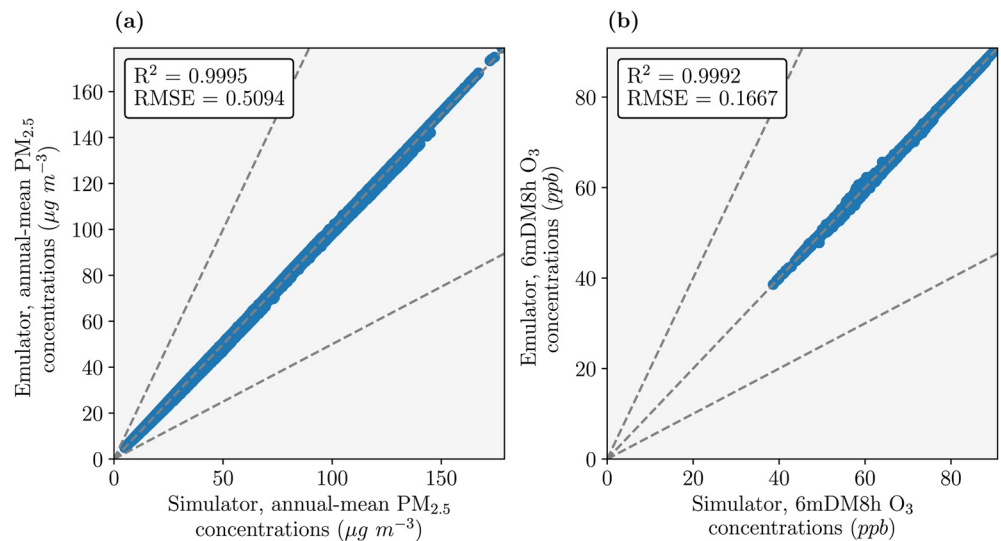 (a)
R² = 0.9995
RMSE = 0.5094
160
140
120
100
80
60
40
20
0
0 50 100 150
Emulator, annual-mean PM₂.₅
concentrations (μg m⁻³)
Simulator, annual-mean PM₂.₅
concentrations (μg m⁻³)
(b)
R² = 0.9992
RMSE = 0.1667
80
60
40
20
0
0 20 40 60 80
Emulator, 6mDM8h O₃
concentrations (ppb)
Simulator, 6mDM8h O₃
concentrations (ppb)